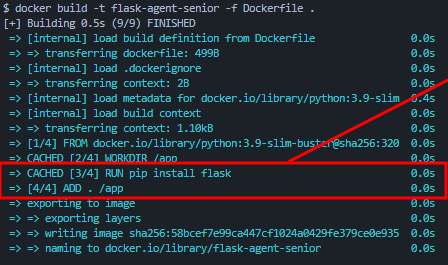 $ docker build -t flask-agent-senior -f Dockerfile .
[+] Building 0.5s (9/9) FINISHED
=> [internal] load build definition from Dockerfile 0.0s
=> => transferring dockerfile: 499B 0.0s
=> [internal] load .dockerignore 0.0s
=> => transferring context: 2B 0.0s
=> [internal] load metadata for docker.io/library/python:3.9-slim 0.4s
=> [internal] load build context 0.0s
=> => transferring context: 1.10kB 0.0s
=> [1/4] FROM docker.io/library/python:3.9-slim-buster@sha256:320 0.0s
=> CACHED [2/4] WORKDIR /app 0.0s
=> CACHED [3/4] RUN pip install flask 0.0s
=> [4/4] ADD . /app 0.0s
=> exporting to image 0.0s
=> => exporting layers 0.0s
=> => writing image sha256:58bcef7e99ca447cf1024a0429fe379ce0e935 0.0s
=> => naming to docker.io/library/flask-agent-senior 0.0s